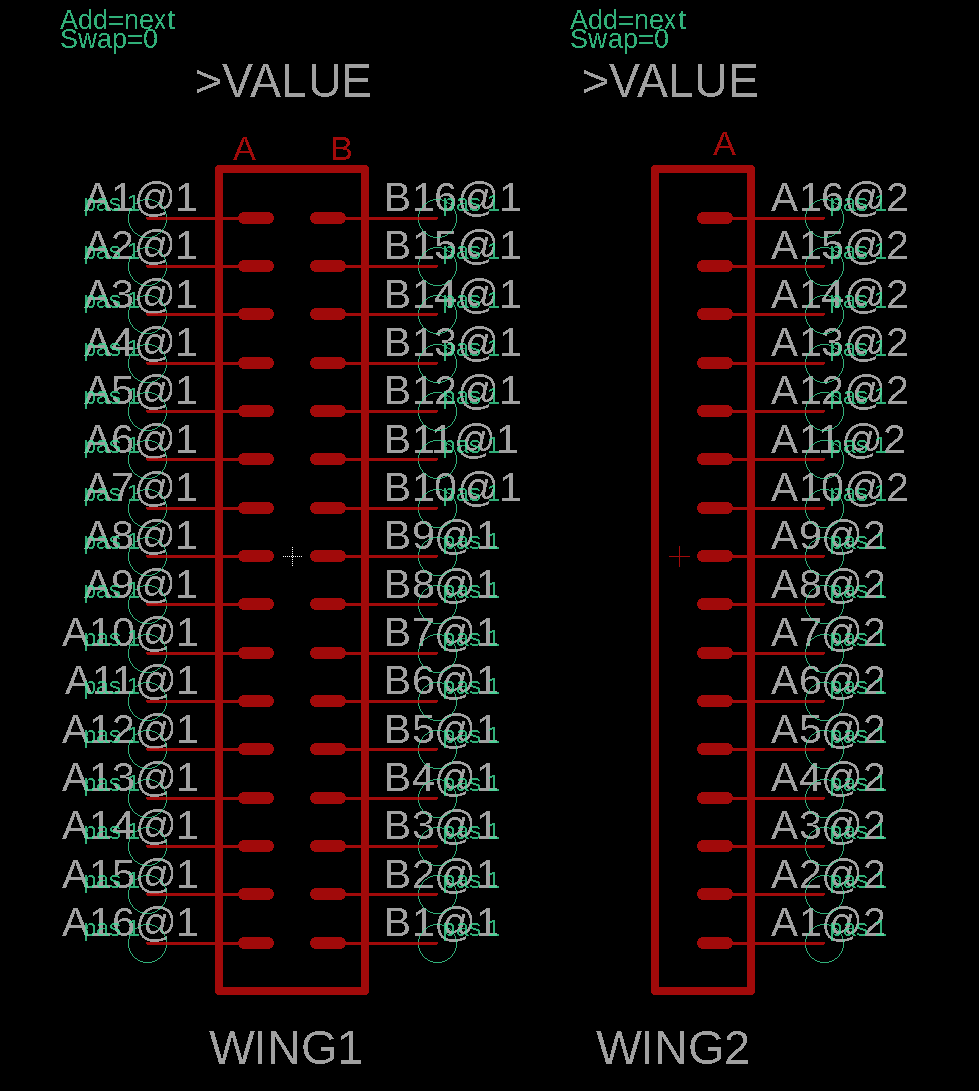 Add=next
Swap=0
>VALUE
A B
A1@1 pas 1 B16@1 pas 1
A2@1 pas 1 B15@1 pas 1
A3@1 pas 1 B14@1 pas 1
A4@1 pas 1 B13@1 pas 1
A5@1 pas 1 B12@1 pas 1
A6@1 pas 1 B11@1 pas 1
A7@1 pas 1 B10@1 pas 1
A8@1 pas 1 B9@1 pas 1
A9@1 pas 1 B8@1 pas 1
A10@1 pas 1 B7@1 pas 1
A11@1 pas 1 B6@1 pas 1
A12@1 pas 1 B5@1 pas 1
A13@1 pas 1 B4@1 pas 1
A14@1 pas 1 B3@1 pas 1
A15@1 pas 1 B2@1 pas 1
A16@1 pas 1 B1@1 pas 1
WING1
Add=next
Swap=0
>VALUE
A
A16@2 pas 1
A15@2 pas 1
A14@2 pas 1
A13@2 pas 1
A12@2 pas 1
A11@2 pas 1
A10@2 pas 1
A9@2 pas 1
A8@2 pas 1
A7@2 pas 1
A6@2 pas 1
A5@2 pas 1
A4@2 pas 1
A3@2 pas 1
A2@2 pas 1
A1@2 pas 1
WING2